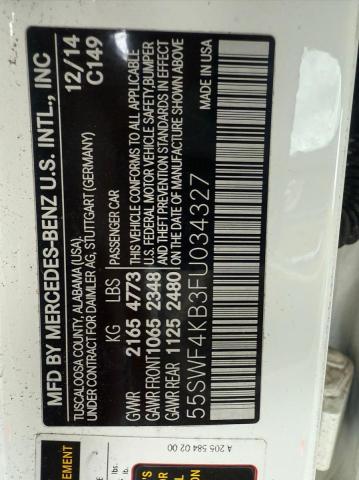 MFD BY MERCEDES-BENZ U.S. INTL., INC
TUSCALOOSA COUNTY, ALABAMA (USA).
UNDER CONTRACT FOR DAIMLER AG, STUTTGART (GERMANY)
12/14
C149
KG LBS
PASSENGER CAR
GVWR 2165 4773
THIS VEHICLE CONFORMS TO ALL APPLICABLE
GAWR FRONT 1065 2348
U.S. FEDERAL MOTOR VEHICLE SAFETY, BUMPER
GAWR REAR 1125 2480
AND THEFT PREVENTION STANDARDS IN EFFECT
ON THE DATE OF MANUFACTURE SHOWN ABOVE
55SWF4KB3FU034327
MADE IN USA
A 205 584 02 00
EMENT
lbs.
lb.